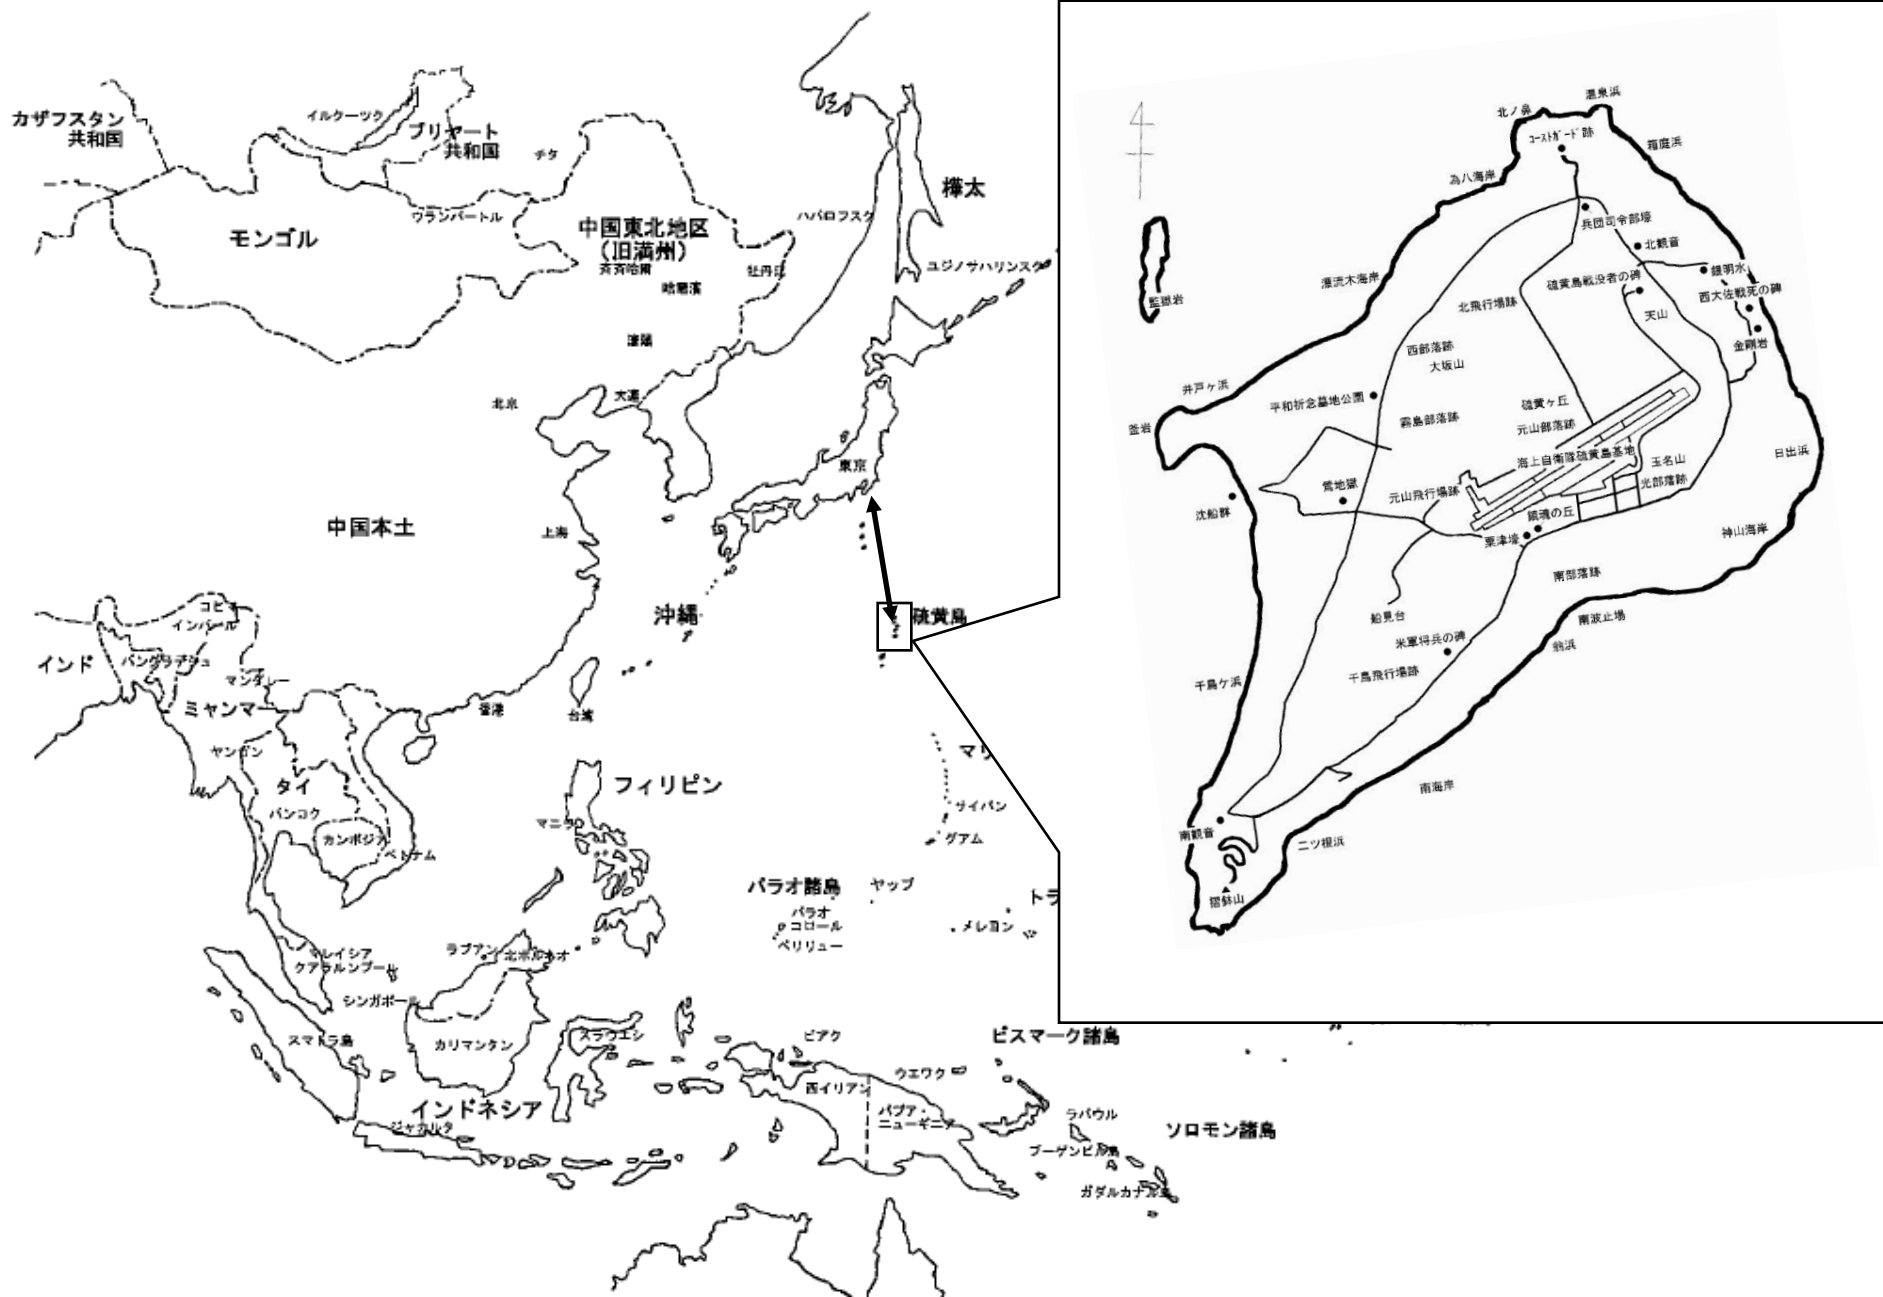 カザフスタン
共和国
イルクーツク
ブリヤート
共和国
チタ
モンゴル
ウランバートル
中国東北地区
(旧満州)
斉斉哈爾
哈爾濱
牡丹江
ハバロフスク
樺太
ユジノサハリンスク
瀋陽
大連
北京
東京
中国本土
上海
沖縄
硫黄島
コヒマ
インパール
インド
バングラデシュ
マンダレー
ミャンマー
ヤンゴン
香港
台湾
タイ
バンコク
カンボジア
ベトナム
フィリピン
マニラ
マリ
サイパン
グアム
パラオ諸島
ヤップ
パラオ
コロール
ペリリュー
メレヨン
トラ
マレイシア
クアラルンプール
シンガポール
ラブアン
北ボルネオ
スマトラ島
カリマンタン
スラウエシ
インドネシア
ジャカルタ
ビアク
西イリアン
ウエワク
パプア・
ニューギニア
ビスマーク諸島
ラバウル
ブーゲンビル島
ソロモン諸島
ガダルカナル島
温泉浜
北ノ鼻
コーストガード跡
箱庭浜
為八海岸
兵団司令部壕
北観音
銀明水
漂流木海岸
硫黄島戦没者の碑
西大佐戦死の碑
監獄岩
北飛行場跡
天山
金剛岩
西部落跡
大坂山
井戸ヶ浜
平和祈念墓地公園
硫黄ヶ丘
霧島部落跡
元山部落跡
釜岩
海上自衛隊硫黄島基地
玉名山
日出浜
鶯地獄
元山飛行場跡
光部落跡
沈船群
鎮魂の丘
粟津壕
神山海岸
南部落跡
船見台
南波止場
米軍将兵の碑
翁浜
千鳥ケ浜
千鳥飛行場跡
南海岸
南観音
二ツ根浜
摺鉢山